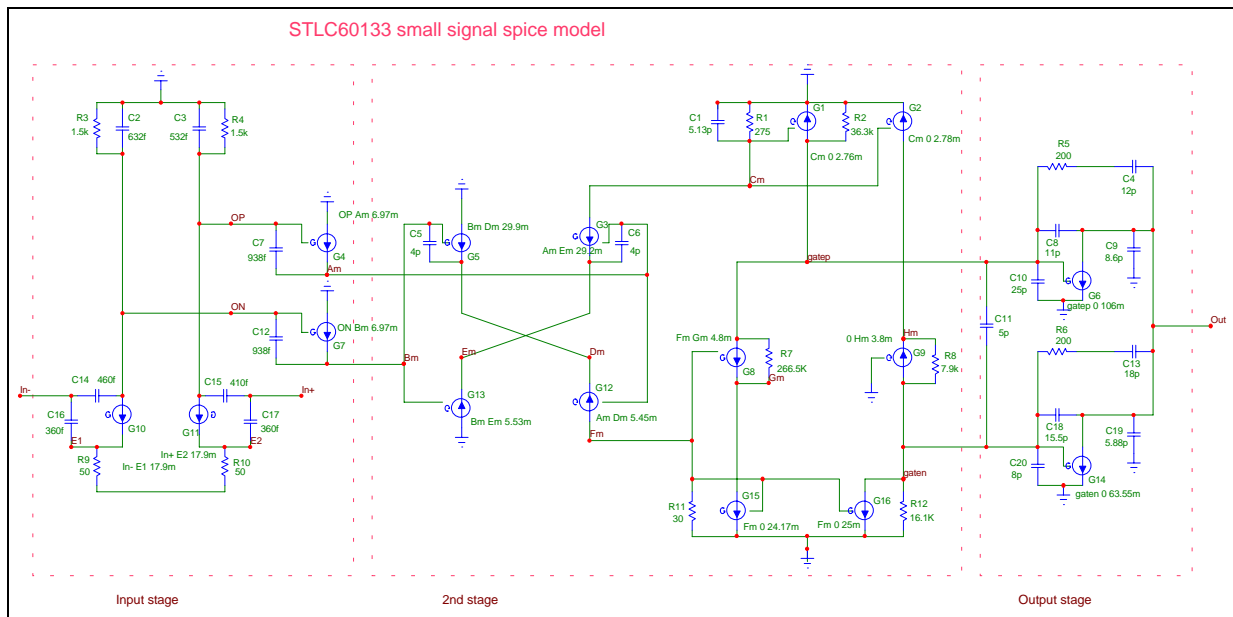 STLC60133 small signal spice model
R3
1.5k
C2
632f
C3
532f
R4
1.5k
C1
5.13p
R1
275
G1
R2
36.3k
G2
Cm 0 2.76m
Cm 0 2.78m
Cm
R5
200
C4
12p
OP
OP Am 6.97m
C7
938f
G
G4
Am
ON
ON Bm 6.97m
C12
938f
G
G7
Bm
C5
4p
Bm Dm 29.9m
G
G5
G3
G
Am Em 29.2m
C6
4p
gatep
C8
11p
C9
8.6p
C10
25p
G
G6
gatep 0 106m
C11
5p
R6
200
C13
18p
Out
Em
Dm
Fm Gm 4.8m
G
G8
R7
266.5K
Gm
0 Hm 3.8m
Hm
G
G9
R8
7.9k
In-
C14
460f
C15
410f
In+
C16
360f
G
G10
G
G11
C17
360f
E1
E2
R9
50
R10
50
In- E1 17.9m
In+ E2 17.9m
G13
G
Bm Em 5.53m
G12
G
Am Dm 5.45m
Fm
C18
15.5p
C19
5.88p
C20
8p
G
G14
gaten 0 63.55m
gaten
R11
30
G15
G
Fm 0 24.17m
G16
G
Fm 0 25m
R12
16.1K
Input stage
2nd stage
Output stage